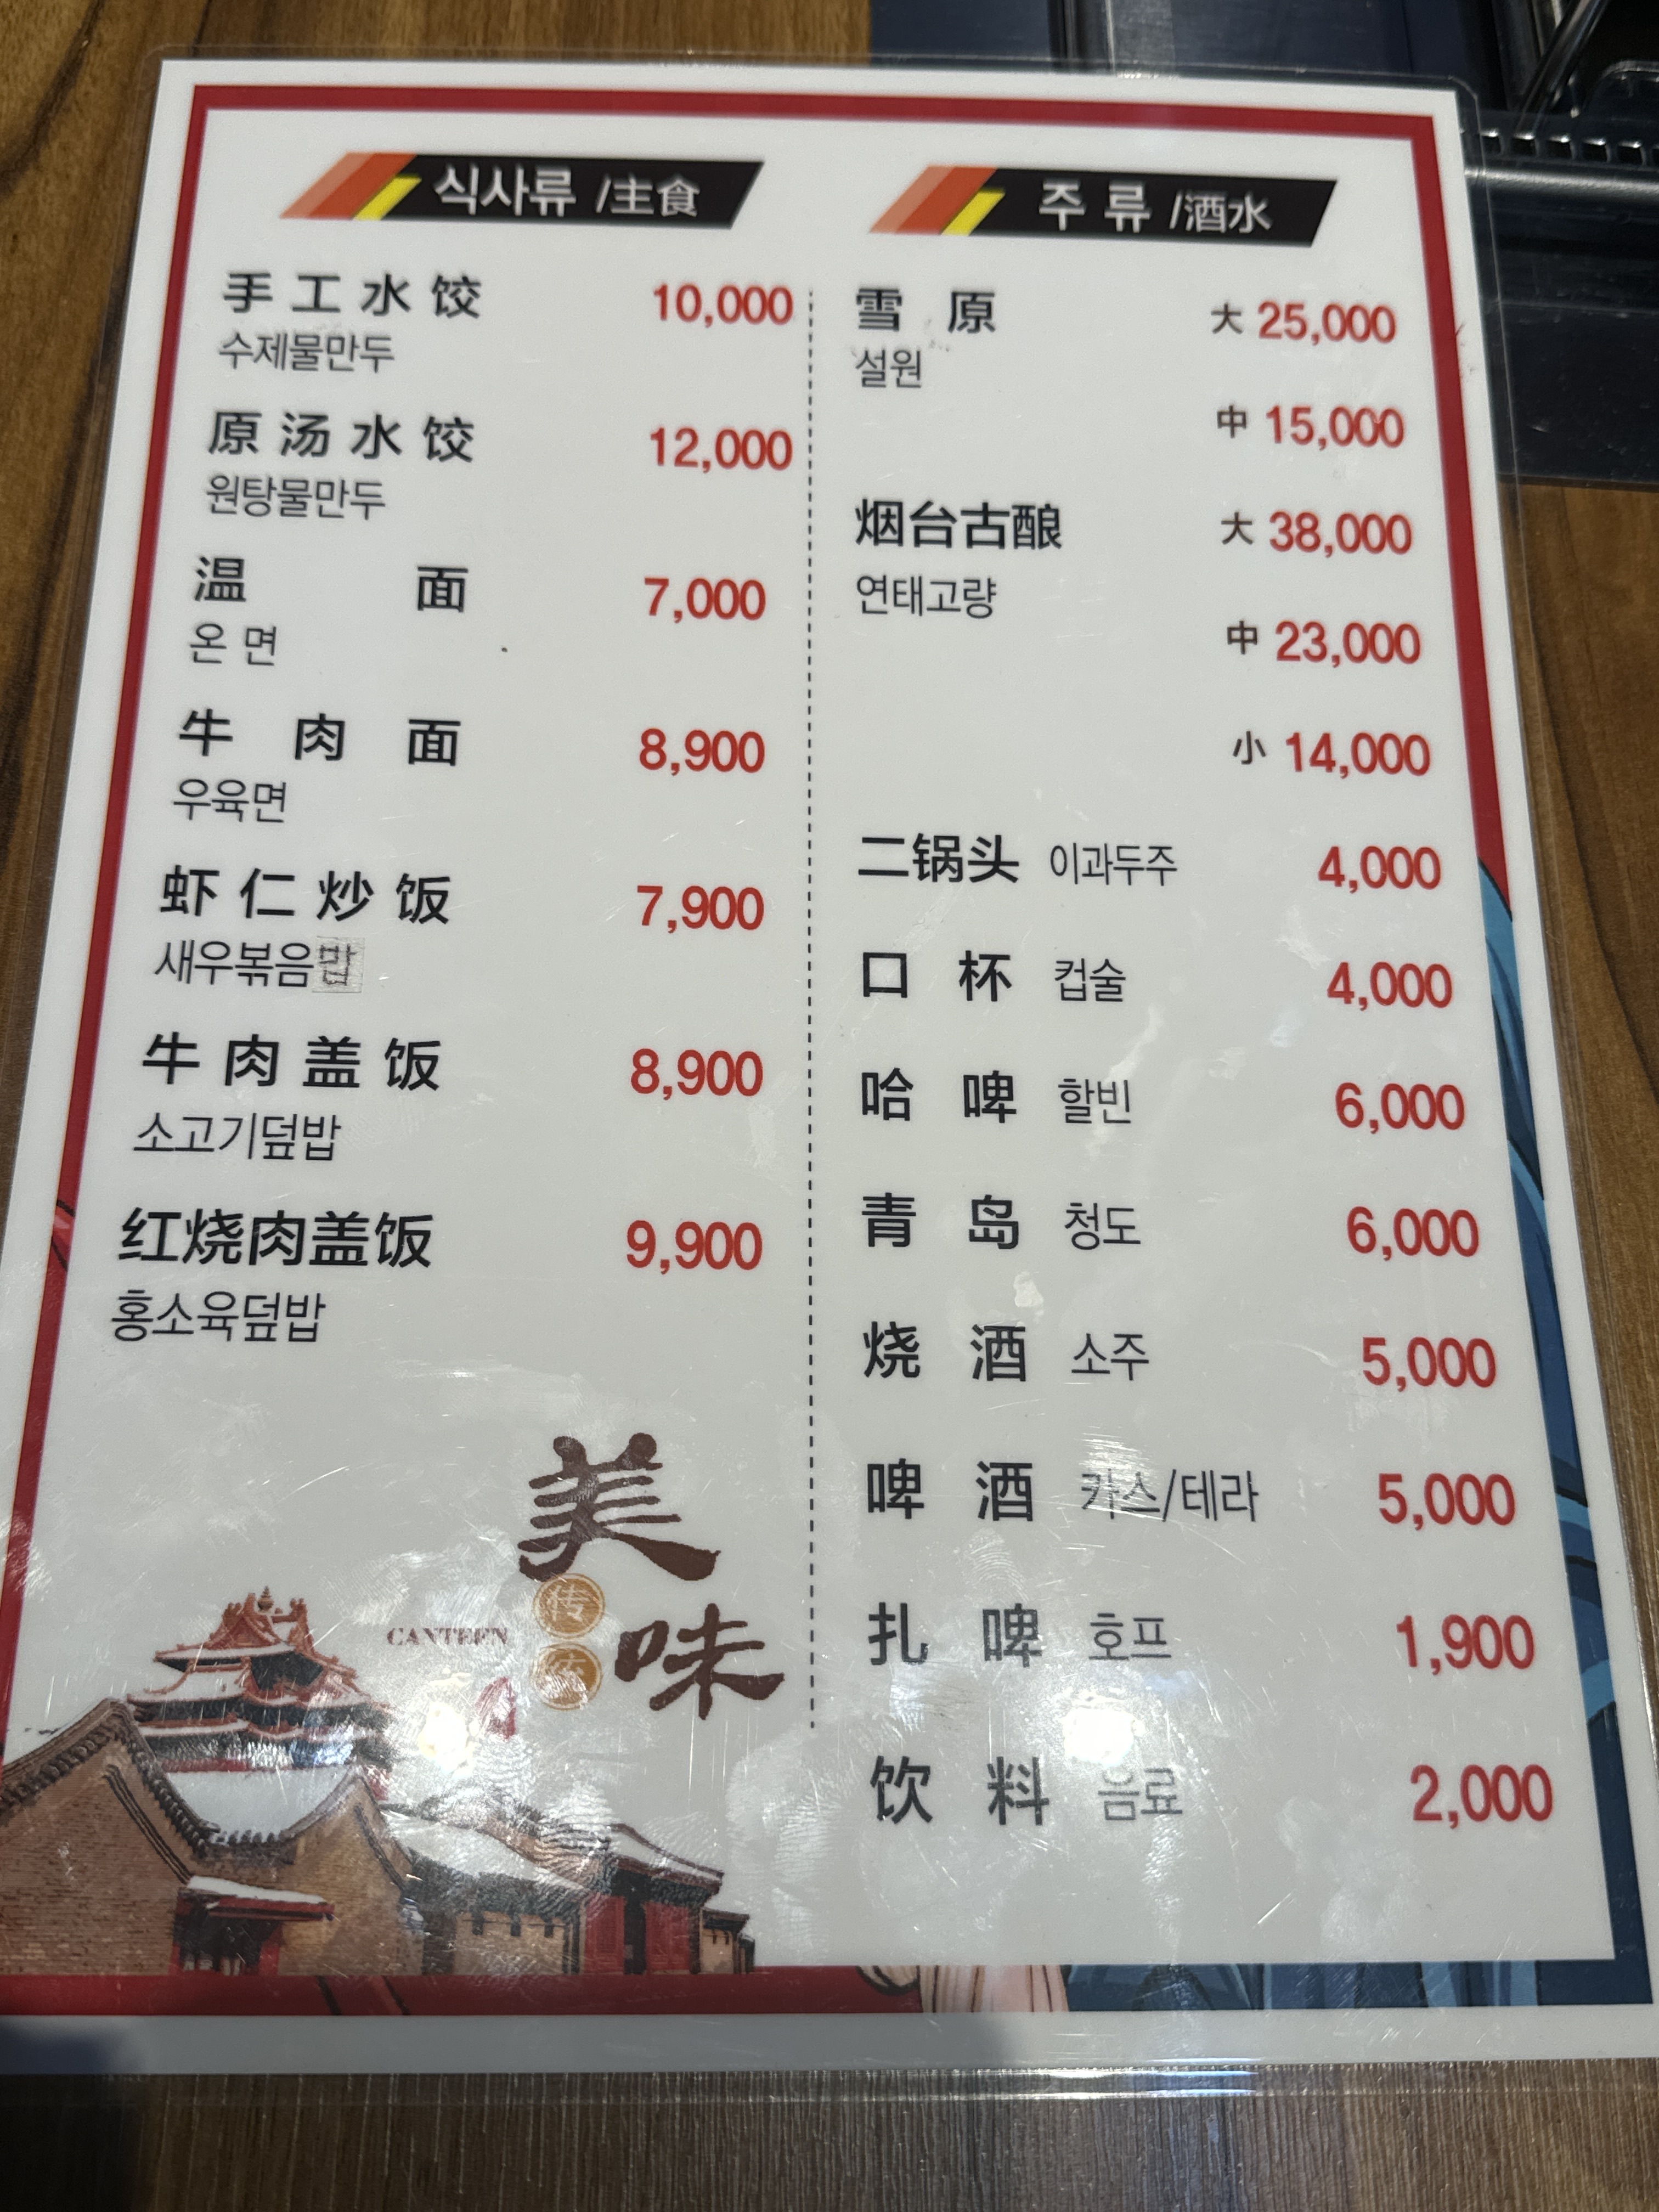 식사류 /主食
手工水饺 10,000
수제물만두
原汤水饺 12,000
원탕물만두
温面 7,000
온면
牛肉面 8,900
우육면
虾仁炒饭 7,900
새우볶음밥
牛肉盖饭 8,900
소고기덮밥
红烧肉盖饭 9,900
홍소육덮밥
美
传
CANTEEN
味
주류 /酒水
雪原 大 25,000
설원
中 15,000
烟台古酿 大 38,000
연태고량
中 23,000
小 14,000
二锅头 이과두주 4,000
口杯 컵술 4,000
哈啤 할빈 6,000
青岛 청도 6,000
烧酒 소주 5,000
啤酒 카스/테라 5,000
扎啤 호프 1,900
饮料 음료 2,000